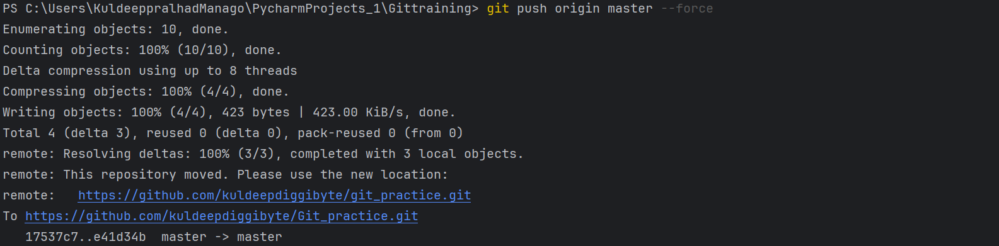 PS C:\Users\KuldeeppralhadManago\PycharmProjects_1\Gittraining> git push origin master --force
Enumerating objects: 10, done.
Counting objects: 100% (10/10), done.
Delta compression using up to 8 threads
Compressing objects: 100% (4/4), done.
Writing objects: 100% (4/4), 423 bytes | 423.00 KiB/s, done.
Total 4 (delta 3), reused 0 (delta 0), pack-reused 0 (from 0)
remote: Resolving deltas: 100% (3/3), completed with 3 local objects.
remote: This repository moved. Please use the new location:
remote:   https://github.com/kuldeepdiggibyte/git_practice.git
To https://github.com/kuldeepdiggibyte/Git_practice.git
   17537c7..e41d34b  master -> master